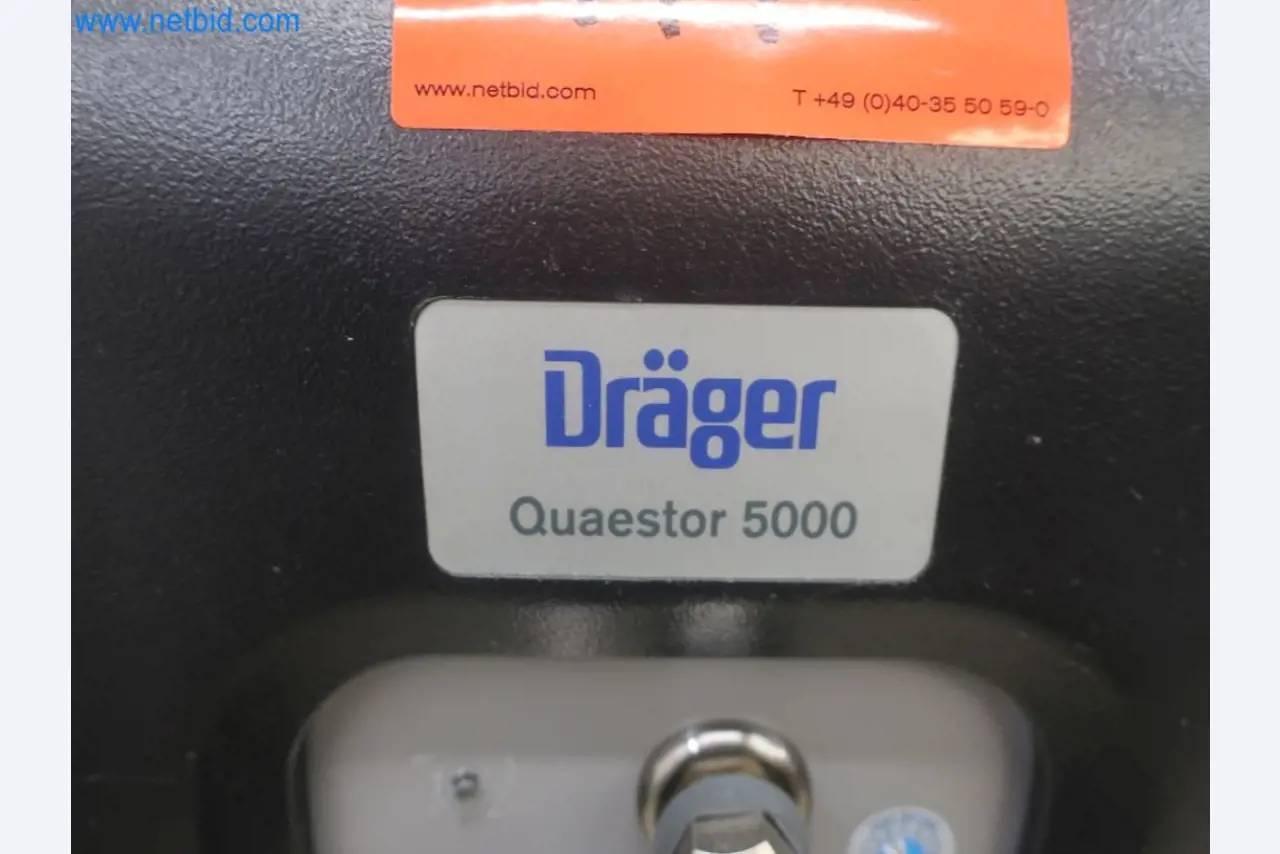 www.netbid.com
www.netbid.com
T +49 (0)40-35 50 59-0
Dräger
Quaestor 5000